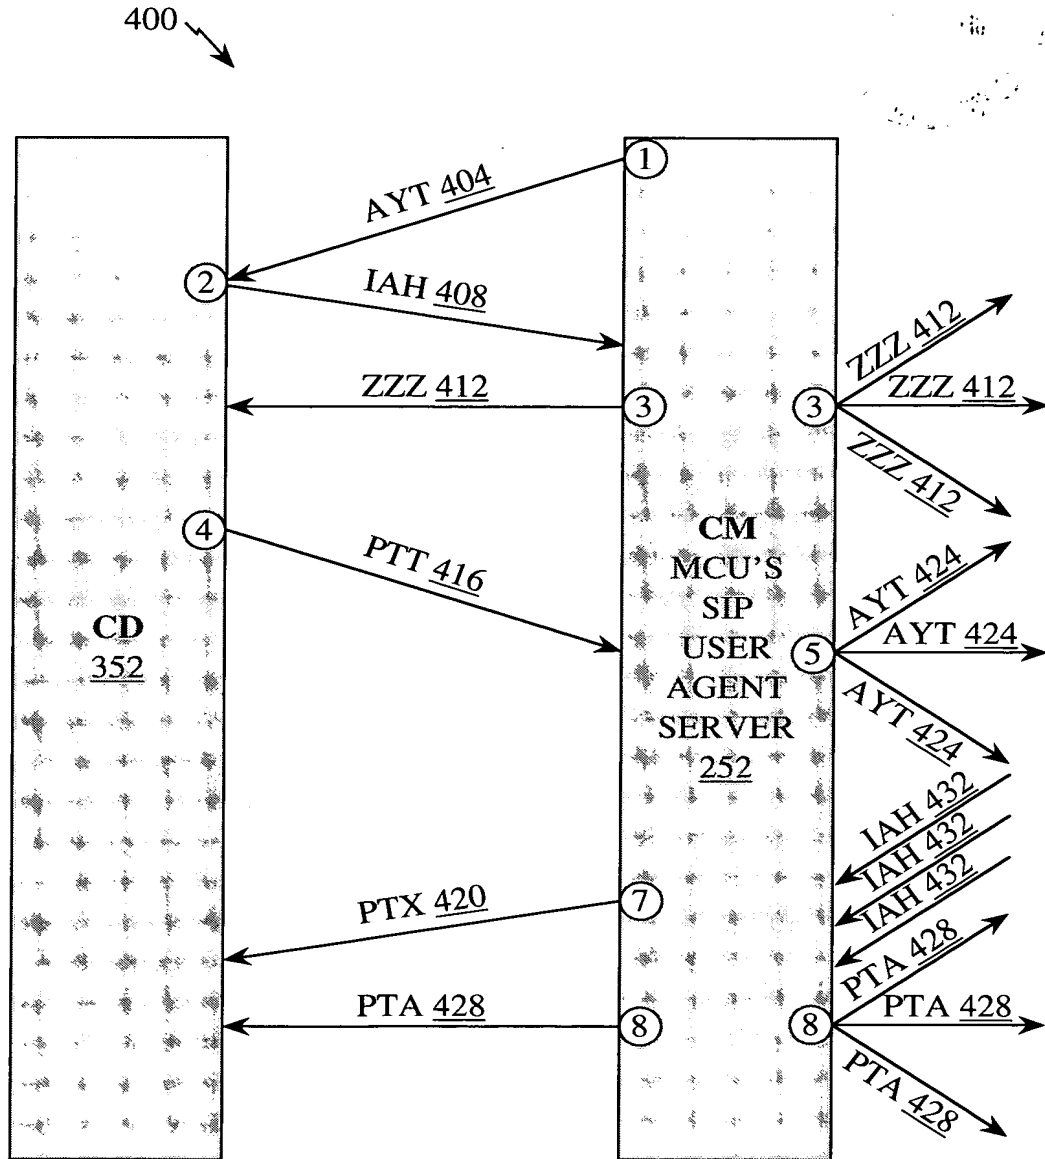 400
1
AYT 404
2
IAH 408
ZZZ 412
ZZZ 412
3
3
ZZZ 412
ZZZ 412
4
PTT 416
CM
MCU'S
SIP
USER
AGENT
SERVER
252
CD
352
AYT 424
5
AYT 424
AYT 424
IAH 432
IAH 432
IAH 432
PTX 420
7
PTA 428
PTA 428
8
8
PTA 428
PTA 428